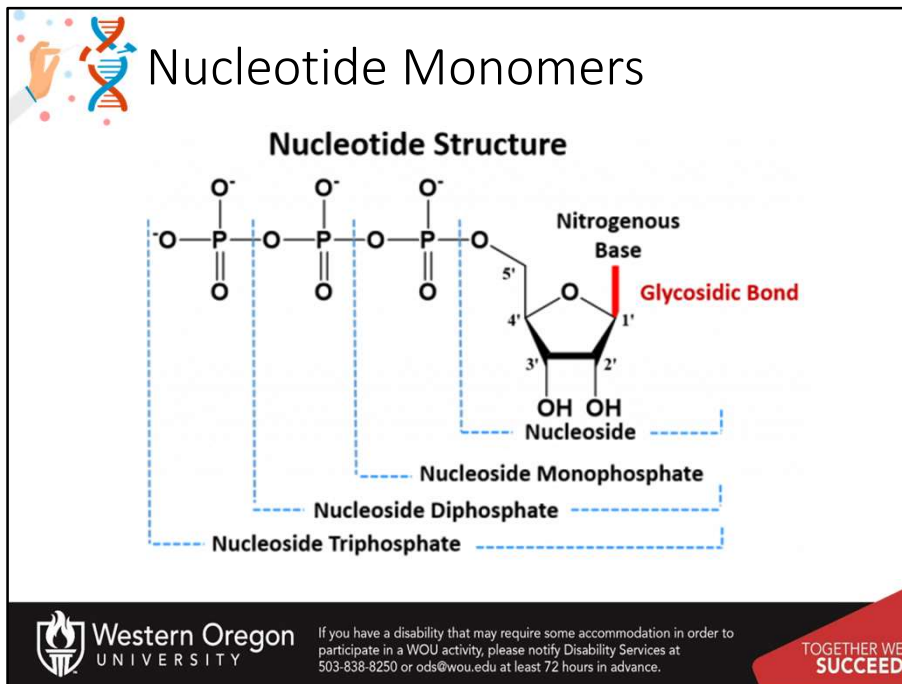 Nucleotide Monomers
Nucleotide Structure
O- O- O-
-O P O P O P O
O O O
Nitrogenous
Base
Glycosidic Bond
5'
O
4' 1'
3' 2'
OH OH
Nucleoside
Nucleoside Monophosphate
Nucleoside Diphosphate
Nucleoside Triphosphate
Western Oregon
UNIVERSITY
If you have a disability that may require some accommodation in order to
participate in a WOU activity, please notify Disability Services at
503-838-8250 or ods@wou.edu at least 72 hours in advance.
TOGETHER WE
SUCCEED